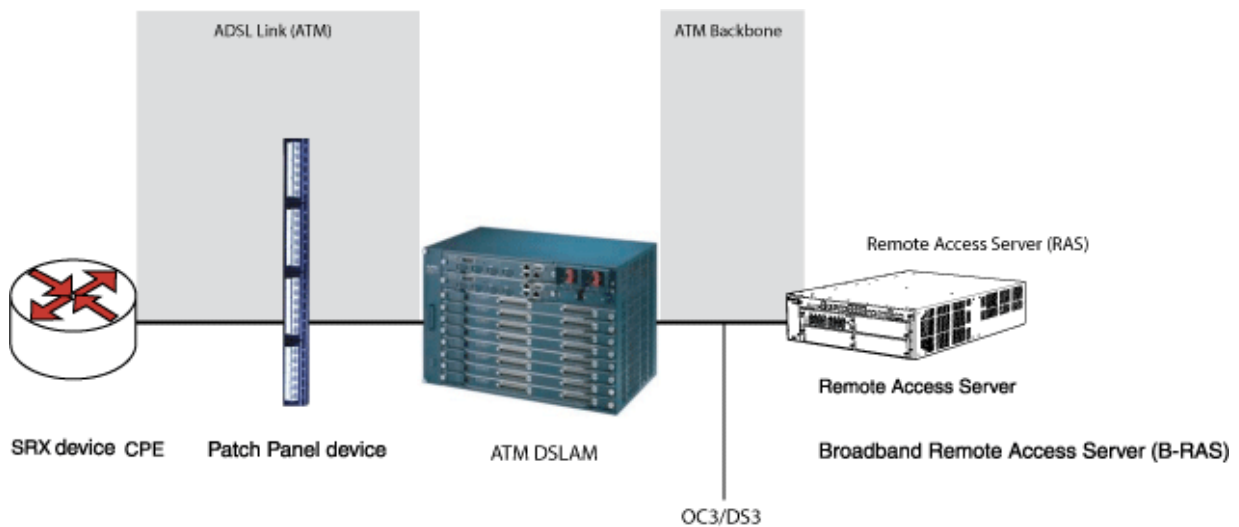 ADSL Link (ATM)
ATM Backbone
Remote Access Server (RAS)
Remote Access Server
SRX device CPE
Patch Panel device
ATM DSLAM
Broadband Remote Access Server (B-RAS)
OC3/DS3